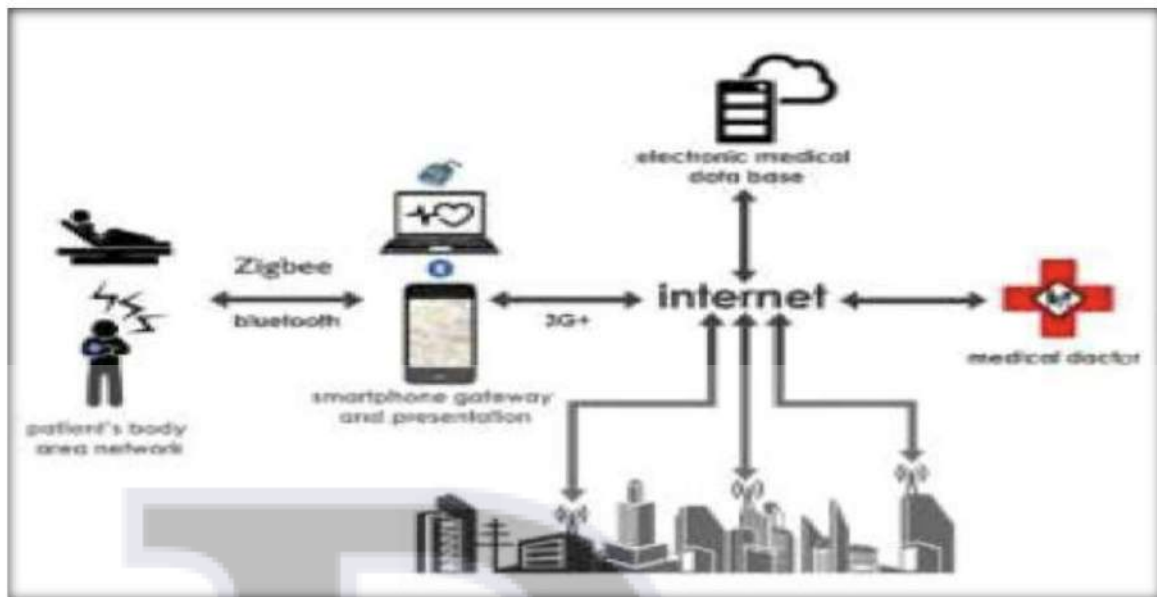 electronic medical
data base
Zigbee
bluetooth
3G+
internet
medical doctor
smartphone gateway
and presentation
patient's body
area network